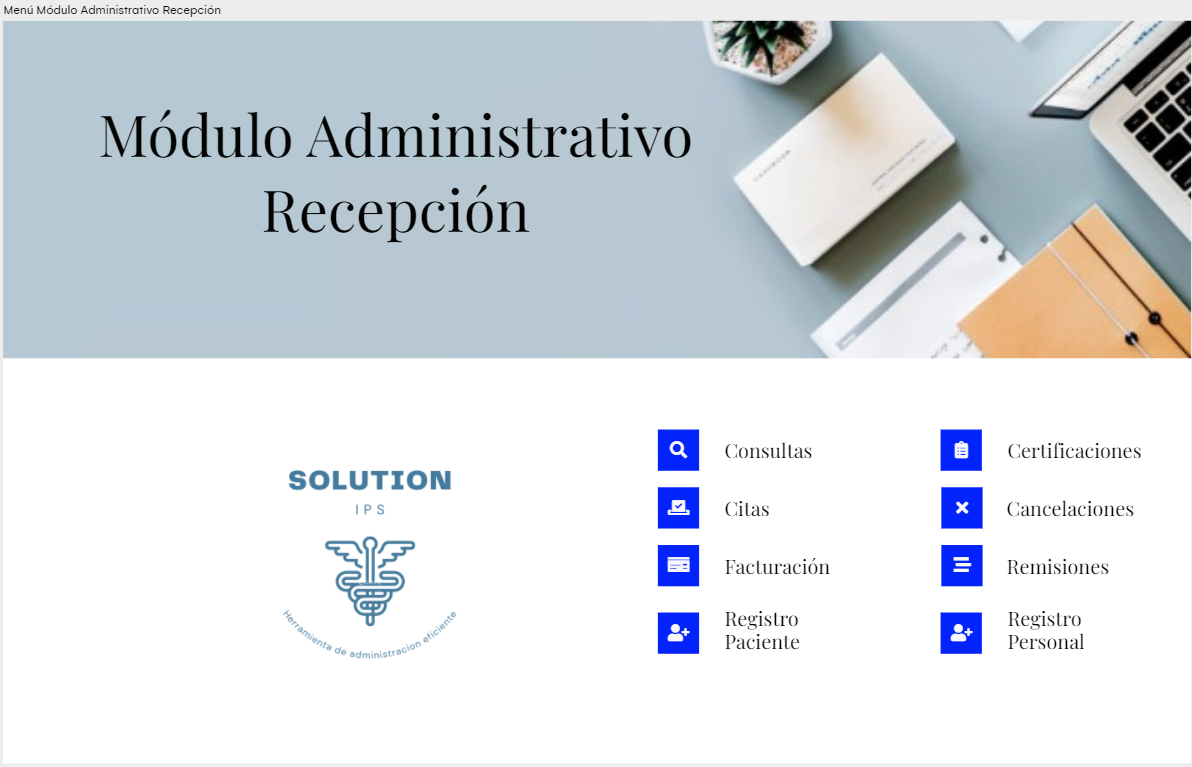 Menú Módulo Administrativo Recepción
Módulo Administrativo
Recepción
SOLUTION
IPS
Herramienta de administracion eficiente
Consultas
Citas
Facturación
Registro
Paciente
Certificaciones
Cancelaciones
Remisiones
Registro
Personal